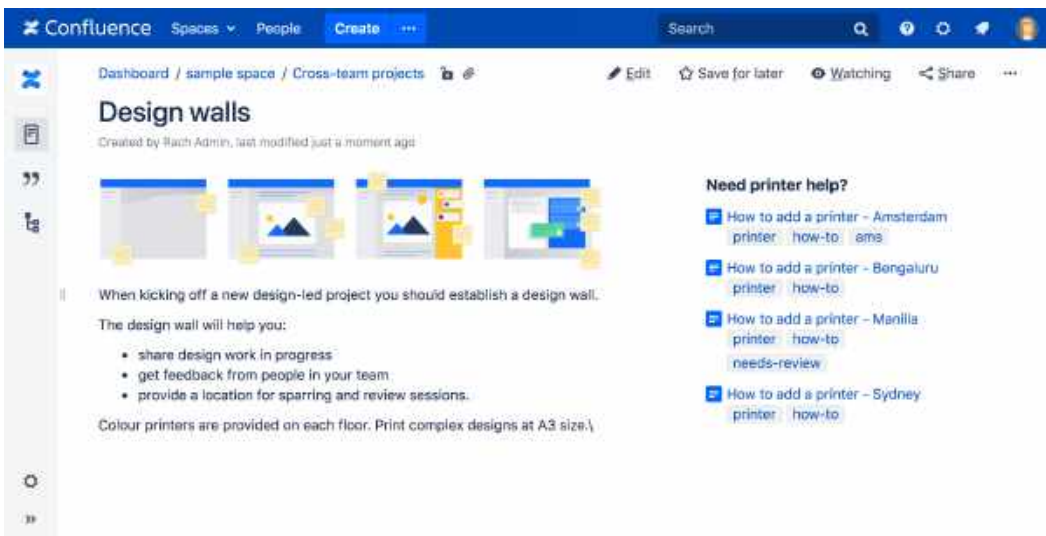 Confluence Spaces People Create ... Search
Dashboard / sample space / Cross-team projects Edit Save for later Watching Share ...
Design walls
Created by Rach Admin, last modified just a moment ago
When kicking off a new design-led project you should establish a design wall.
The design wall will help you:
• share design work in progress
• get feedback from people in your team
• provide a location for sparring and review sessions.
Colour printers are provided on each floor. Print complex designs at A3 size.\
Need printer help?
How to add a printer – Amsterdam
printer how-to ams
How to add a printer – Bengaluru
printer how-to
How to add a printer – Manilla
printer how-to
needs-review
How to add a printer – Sydney
printer how-to